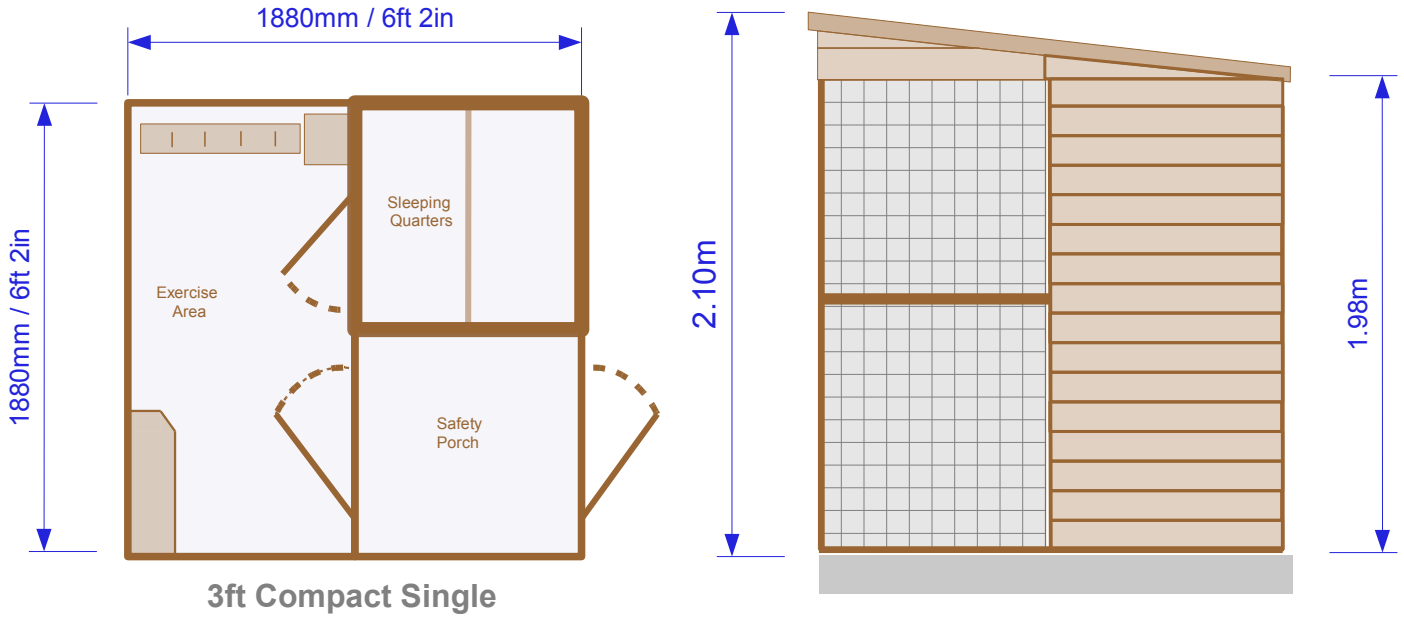 1880mm / 6ft 2in
1880mm / 6ft 2in
Sleeping
Quarters
Exercise
Area
Safety
Porch
3ft Compact Single
2.10m
1.98m